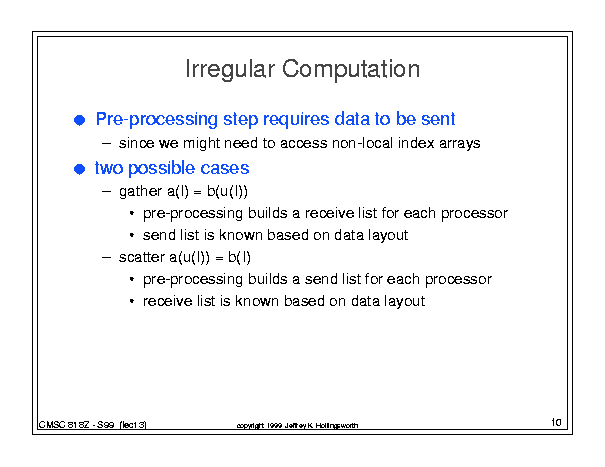 Irregular Computation
● Pre-processing step requires data to be sent
– since we might need to access non-local index arrays
● two possible cases
– gather a(I) = b(u(I))
• pre-processing builds a receive list for each processor
• send list is known based on data layout
– scatter a(u(I)) = b(I)
• pre-processing builds a send list for each processor
• receive list is known based on data layout
CMSC 818Z - S99 (lect13)
copyright 1999 Jeffrey K. Hollingsworth
10